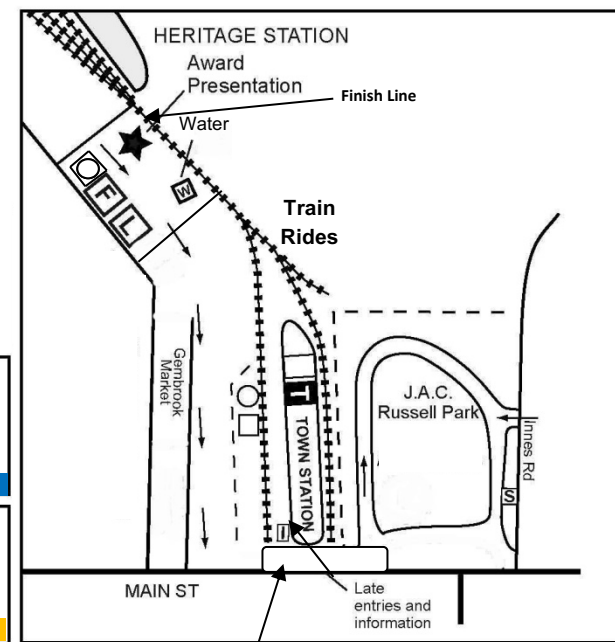 HERITAGE STATION
Award
Presentation
Finish Line
Water
W
F
L
Train
Rides
Gembrook
Market
J.A.C.
Russell Park
Innes Rd
T
TOWN STATION
S
I
MAIN ST
Late
entries and
information